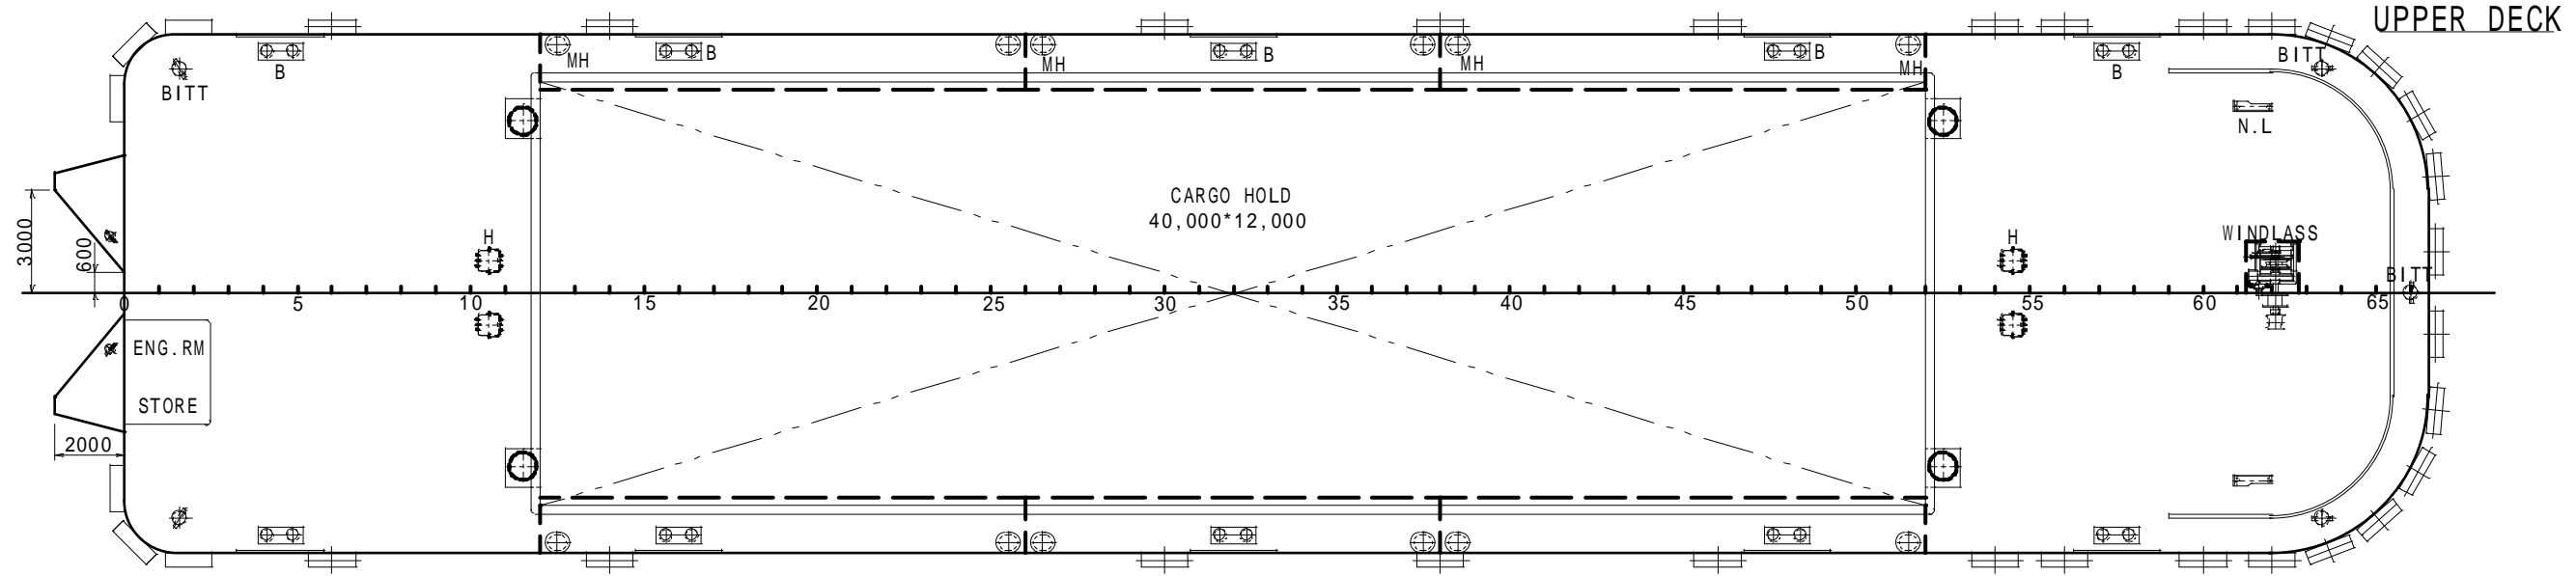 UPPER DECK
B
MH
B
MH
B
MH
B
MH
B
BITT
BITT
N.L
CARGO HOLD
40,000*12,000
3000
600
H
H
WINDLASS
BITT
0 5 10 15 20 25 30 35 40 45 50 55 60 65
ENG.RM
STORE
2000